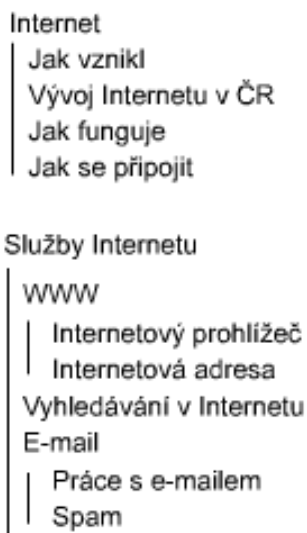 Internet
Jak vznikl
Vývoj Internetu v ČR
Jak funguje
Jak se připojit
Služby Internetu
WWW
Internetový prohlížeč
Internetová adresa
Vyhledávání v Internetu
E-mail
Práce s e-mailem
Spam